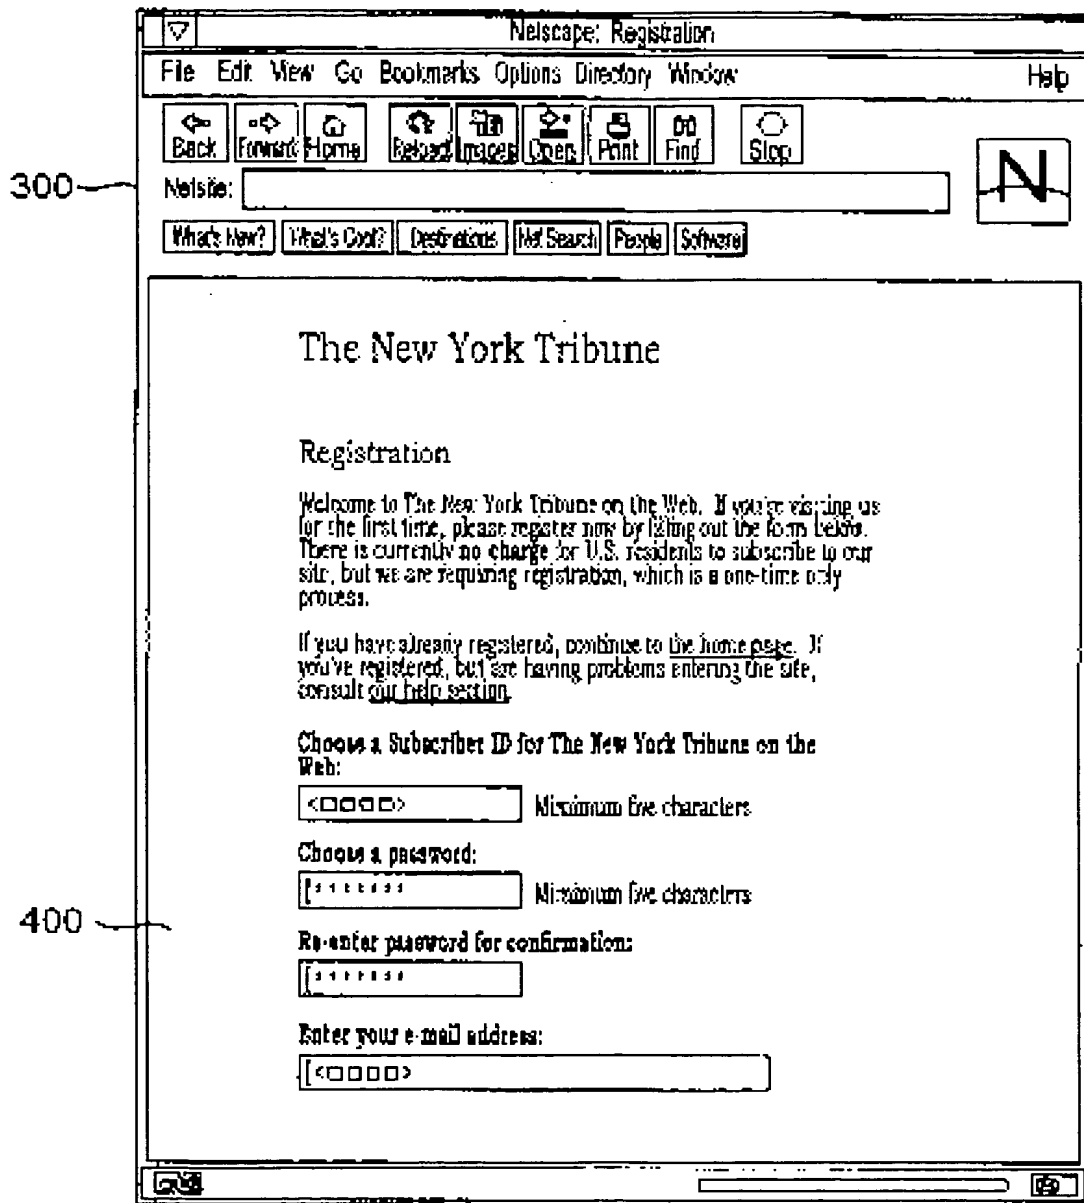 Netscape: Registration
File Edit View Go Bookmarks Options Directory Window Help
Back Forward Home Reload Images Open Print Find Stop
N
300
Netsite:
What's New? What's Cool? Destinations Net Search People Software
The New York Tribune
Registration
Welcome to The New York Tribune on the Web. If you're visiting us
for the first time, please register now by filling out the form below.
There is currently no charge for U.S. residents to subscribe to our
site, but we are requiring registration, which is a one-time only
process.
If you have already registered, continue to the home page. If
you've registered, but are having problems entering the site,
consult our help section.
Choose a Subscriber ID for The New York Tribune on the
Web:
<□□□□> Minimum five characters
Choose a password:
[******* Minimum five characters
400
Re-enter password for confirmation:
[*******
Enter your e-mail address:
[<□□□□>